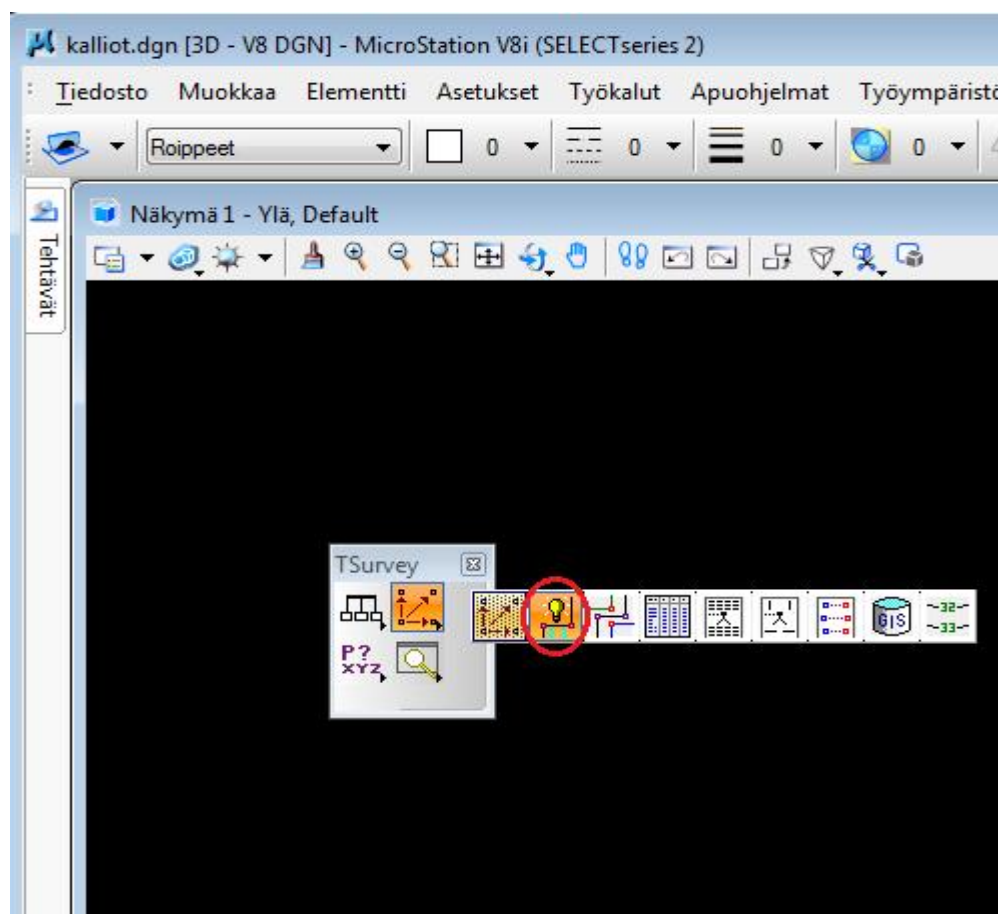 kalliot.dgn [3D - V8 DGN] - MicroStation V8i (SELECTseries 2)
Tiedosto Muokkaa Elementti Asetukset Työkalut Apuohjelmat Työympäristö
Roippeet 0 0 0 0
Tehtävät
Näkymä 1 - Ylä, Default
TSurvey
P?
XYZ
GIS
~32~
~33~